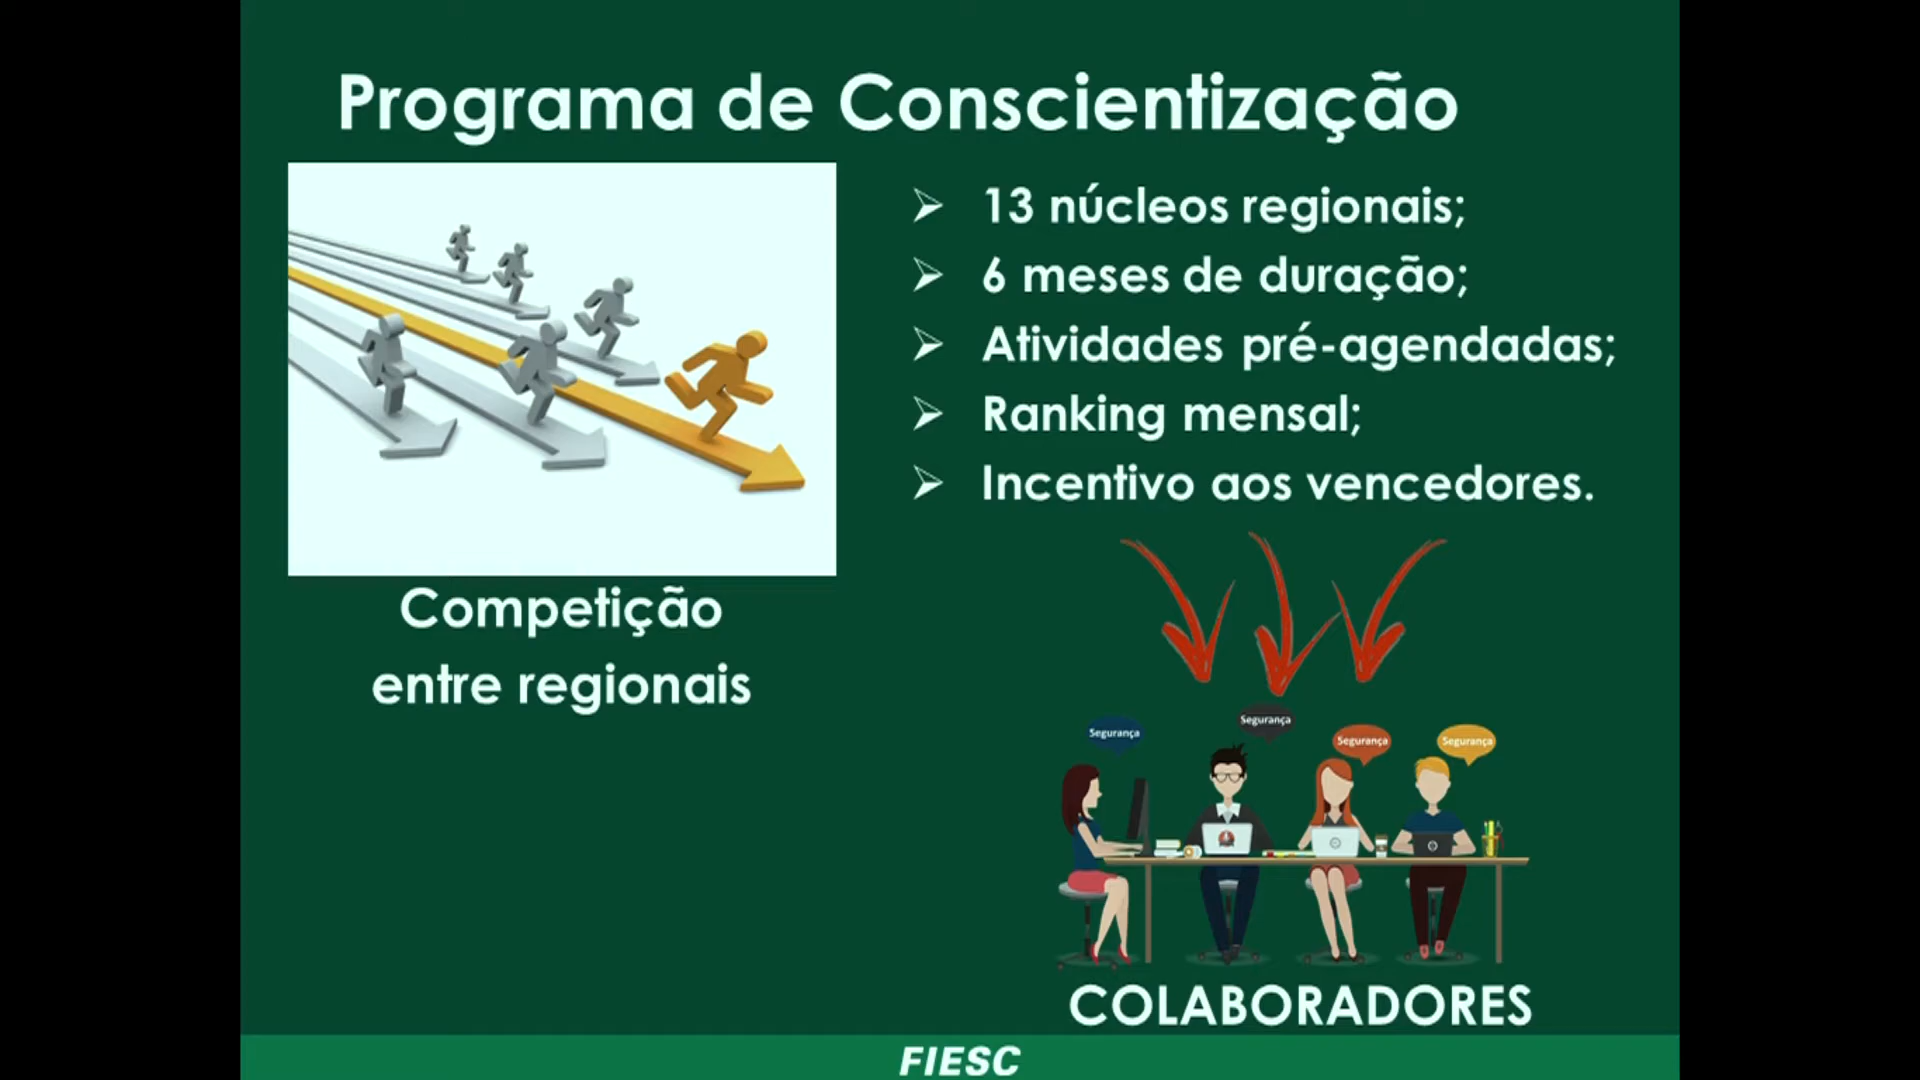 Programa de Conscientização
13 núcleos regionais;
6 meses de duração;
Atividades pré-agendadas;
Ranking mensal;
Incentivo aos vencedores.
Competição
entre regionais
Segurança
Segurança
Segurança
Segurança
COLABORADORES
FIESC